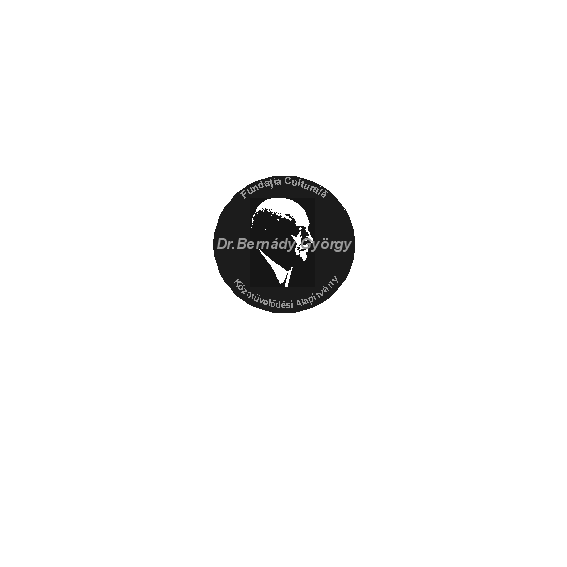 Fundaţia Culturală
Dr.Bernády György
Közművelődési Alapítvány